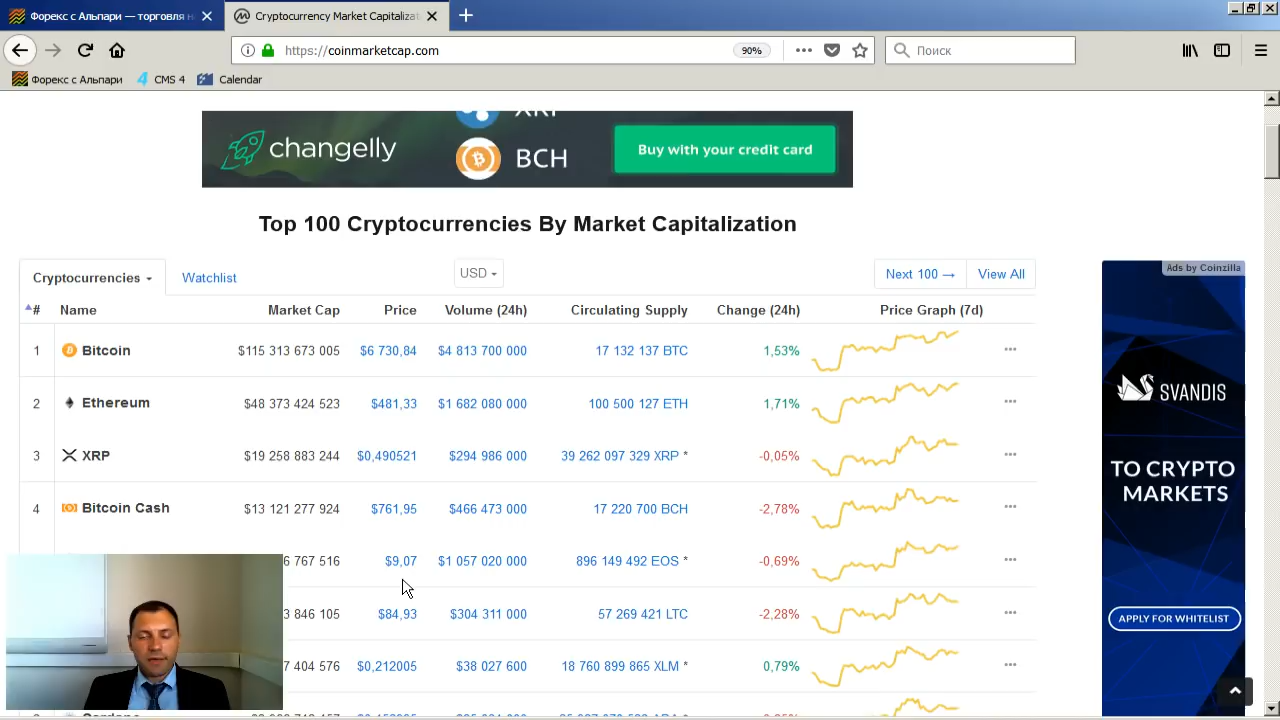 Форекс с Альпари — торговля н
Cryptocurrency Market Capitalizat
https://coinmarketcap.com
90%
Поиск
Форекс с Альпари
CMS 4
Calendar
changelly
XRP
BCH
Buy with your credit card
Top 100 Cryptocurrencies By Market Capitalization
Cryptocurrencies
Watchlist
USD
Next 100 →
View All
# Name Market Cap Price Volume (24h) Circulating Supply Change (24h) Price Graph (7d)
1 Bitcoin $115 313 673 005 $6 730,84 $4 813 700 000 17 132 137 BTC 1,53%
2 Ethereum $48 373 424 523 $481,33 $1 682 080 000 100 500 127 ETH 1,71%
3 XRP $19 258 883 244 $0,490521 $294 986 000 39 262 097 329 XRP * -0,05%
4 Bitcoin Cash $13 121 277 924 $761,95 $466 473 000 17 220 700 BCH -2,78%
6 767 516 $9,07 $1 057 020 000 896 149 492 EOS * -0,69%
3 846 105 $84,93 $304 311 000 57 269 421 LTC -2,28%
7 404 576 $0,212005 $38 027 600 18 760 899 865 XLM * 0,79%
Ads by Coinzilla
SVANDIS
TO CRYPTO
MARKETS
APPLY FOR WHITELIST